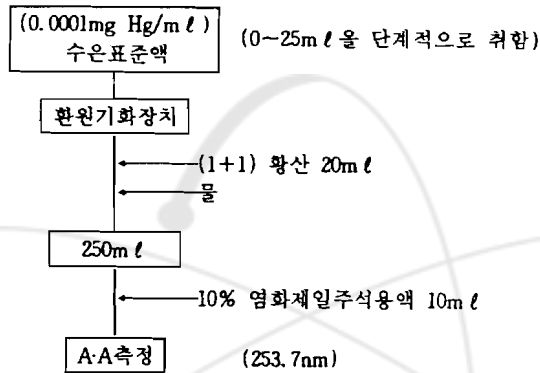 (0.0001mg Hg/mℓ)
수은표준액
(0~25mℓ올 단계적으로 취함)
환원기화장치
(1+1) 황산 20mℓ
물
250mℓ
10% 염화제일주석용액 10mℓ
A·A측정
(253.7nm)